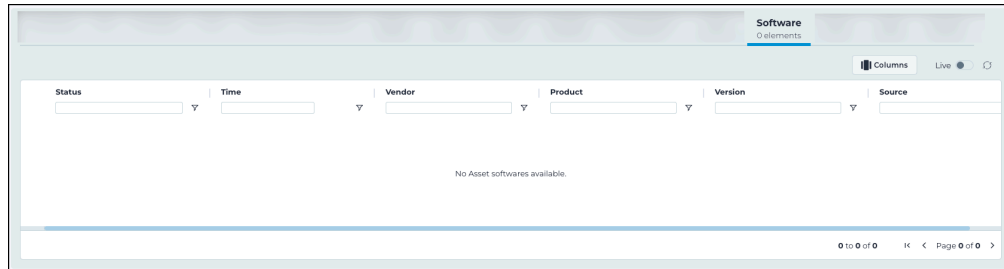 Software
0 elements
Columns
Live
Status Time Vendor Product Version Source
No Asset softwares available.
0 to 0 of 0 Page 0 of 0